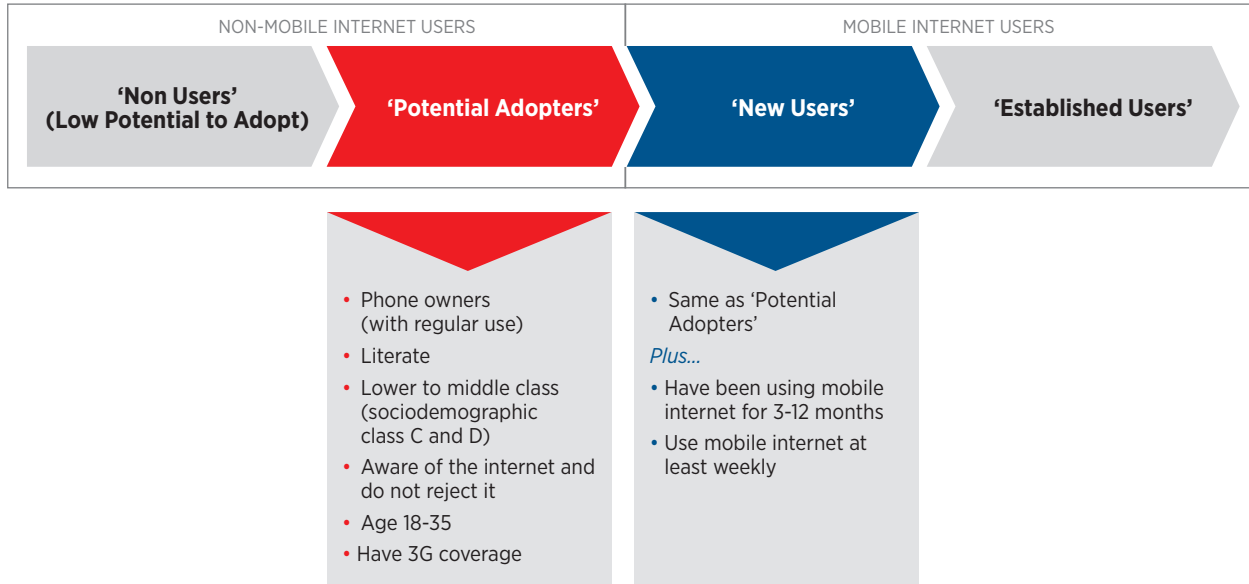 NON-MOBILE INTERNET USERS
MOBILE INTERNET USERS
‘Non Users’
(Low Potential to Adopt)
‘Potential Adopters’
‘New Users’
‘Established Users’
• Phone owners
(with regular use)
• Literate
• Lower to middle class
(sociodemographic
class C and D)
• Aware of the internet and
do not reject it
• Age 18-35
• Have 3G coverage
• Same as ‘Potential
Adopters’
Plus...
• Have been using mobile
internet for 3-12 months
• Use mobile internet at
least weekly